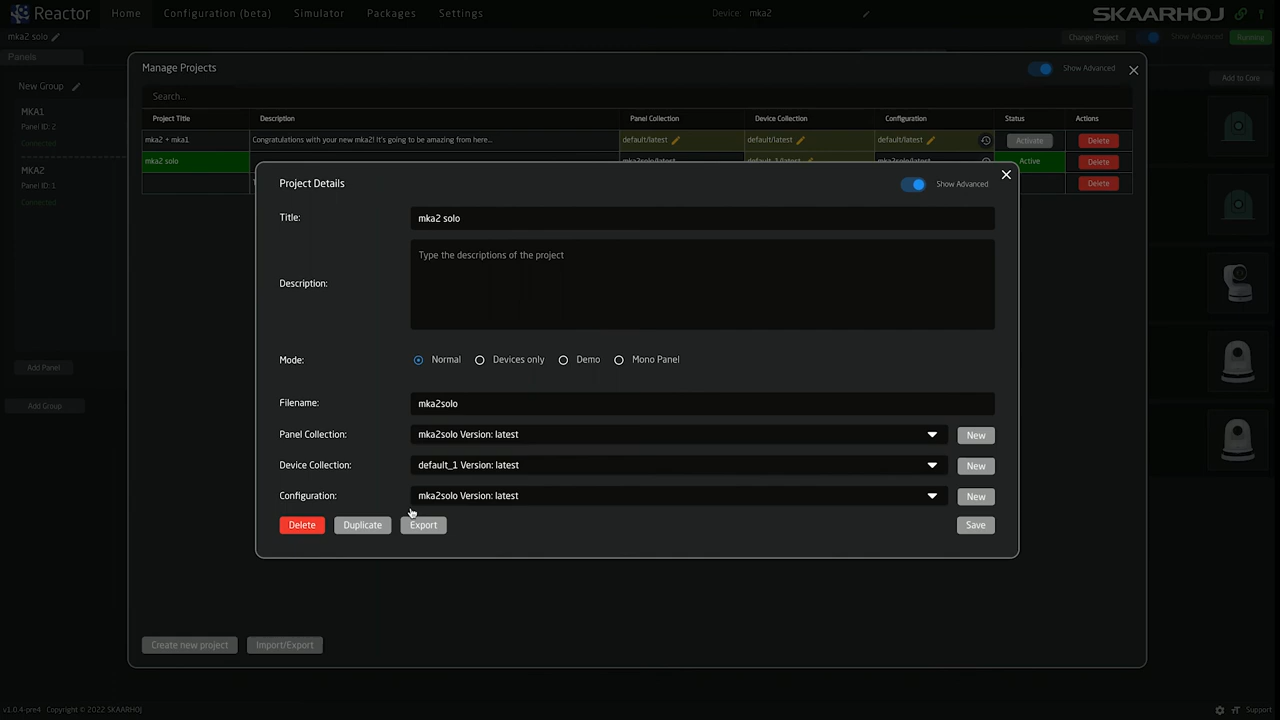 Reactor Home Configuration (beta) Simulator Packages Settings Device: mka2 SKAARHOJ
mka2 solo Change Project Show Advanced Running
Panels
Manage Projects Show Advanced
Add to Core
New Group
Search...
MKA1
Panel ID: 2
Connected
Project Title Description Panel Collection Device Collection Configuration Status Actions
mka2 + mka1 Congratulations with your new mka2! It's going to be amazing from here... default/latest default/latest default/latest Activate Delete
mka2 solo mka2solo/latest default_1/latest mka2solo/latest Active Delete
Delete
MKA2
Panel ID: 1
Connected
Project Details Show Advanced
Title: mka2 solo
Description: Type the descriptions of the project
Mode: Normal Devices only Demo Mono Panel
Add Panel
Filename: mka2solo
Add Group
Panel Collection: mka2solo Version: latest New
Device Collection: default_1 Version: latest New
Configuration: mka2solo Version: latest New
Delete Duplicate Export Save
Create new project Import/Export
v1.0.4-pre4 Copyright © 2022 SKAARHOJ Support